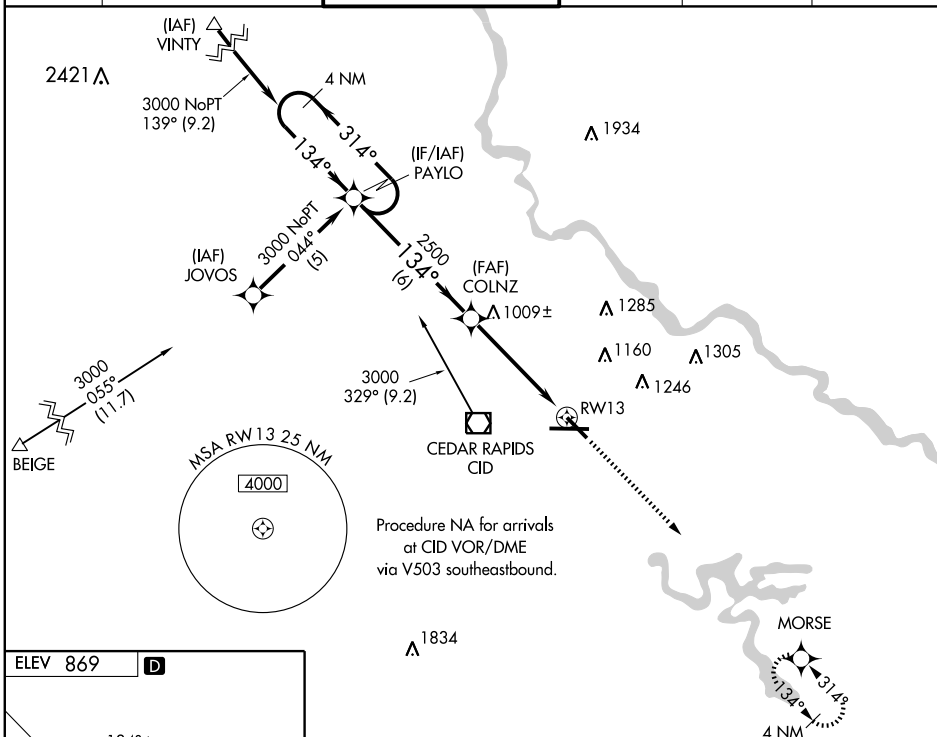 (IAF)
VINTY
2421
4 NM
3000 NoPT
139° (9.2)
1934
134°
314°
(IF/IAF)
PAYLO
3000 NoPT
044°
(5)
(IAF)
JOVOS
2500
134°
(6)
(FAF)
COLNZ
1009±
1285
1160
1305
1246
3000
055°
(11.7)
BEIGE
3000
329° (9.2)
RW13
CEDAR RAPIDS
CID
MSA RW13 25 NM
4000
Procedure NA for arrivals
at CID VOR/DME
via V503 southeastbound.
1834
MORSE
134°
314°
4 NM
ELEV 869
D